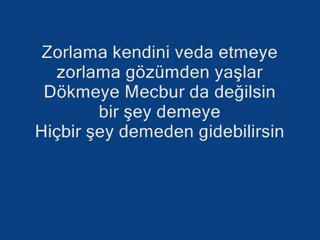 Zorlama kendini veda etmeye
zorlama gözümden yaşlar
Dökmeye Mecbur da değilsin
bir şey demeye
Hiçbir şey demeden gidebilirsin